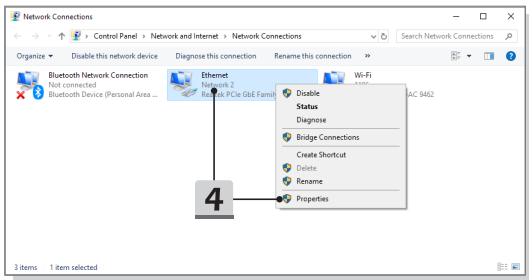 Network Connections
Control Panel > Network and Internet > Network Connections
Search Network Connections
Organize
Disable this network device
Diagnose this connection
Rename this connection
»
Bluetooth Network Connection
Not connected
Bluetooth Device (Personal Area ...
Ethernet
Network 2
Realtek PCIe GbE Family
Wi-Fi
AC 9462
Disable
Status
Diagnose
Bridge Connections
Create Shortcut
Delete
Rename
Properties
4
3 items
1 item selected